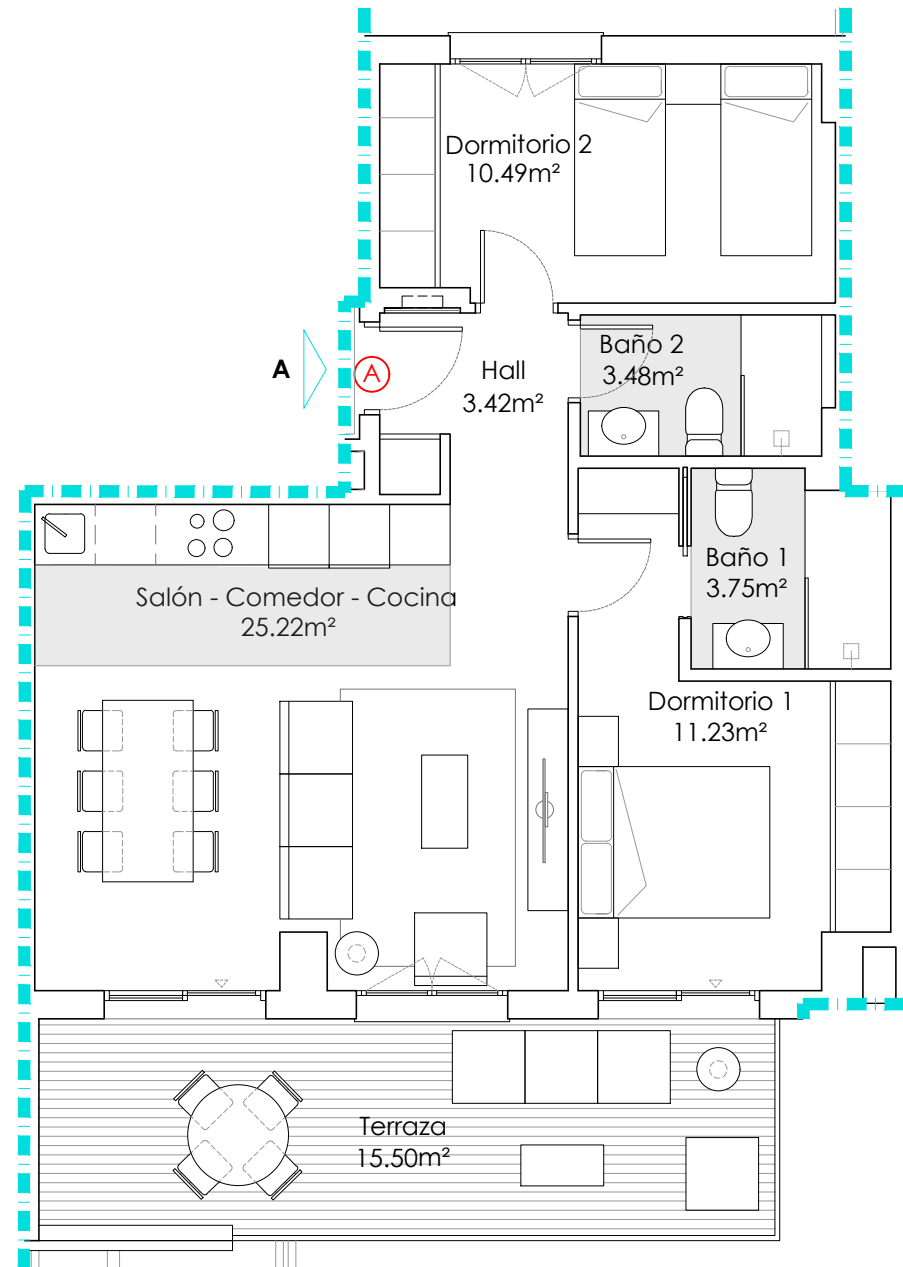 Dormitorio 2
10.49m²
A
A
Hall
3.42m²
Baño 2
3.48m²
Baño 1
3.75m²
Salón - Comedor - Cocina
25.22m²
Dormitorio 1
11.23m²
Terraza
15.50m²